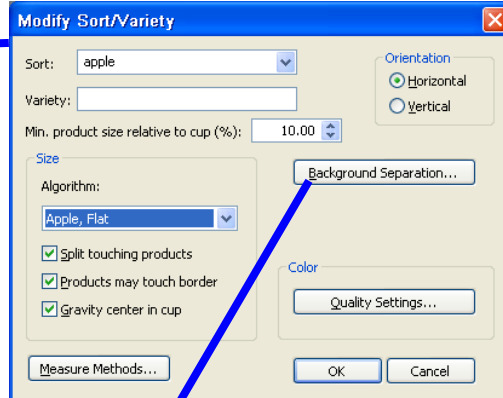 Modify Sort/Variety
Sort: apple
Variety:
Min. product size relative to cup (%): 10.00
Orientation
Horizontal
Vertical
Size
Algorithm:
Apple, Flat
Split touching products
Products may touch border
Gravity center in cup
Background Separation...
Color
Quality Settings...
Measure Methods...
OK
Cancel